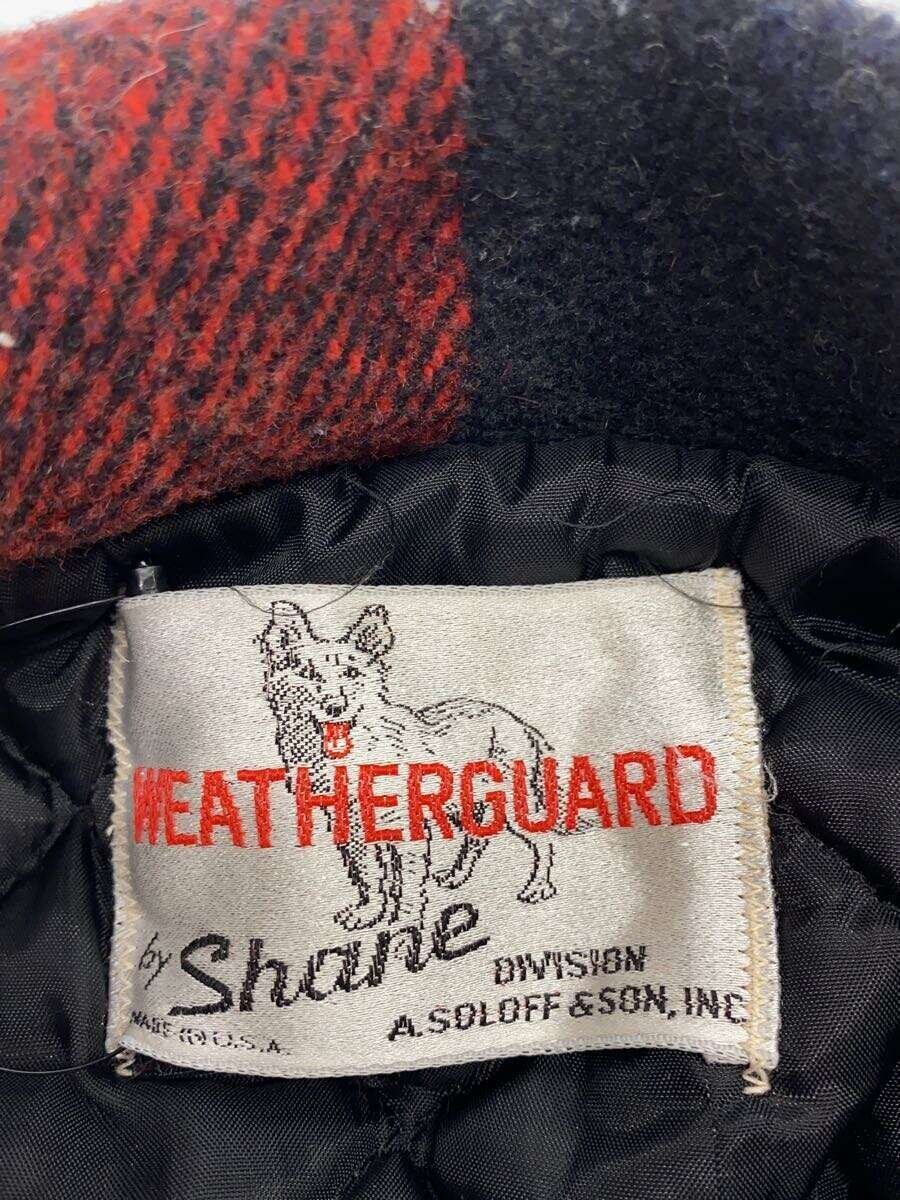 WEATHERGUARD
by Shane
DIVISION
A. SOLOFF & SON, INC
MADE IN U.S.A.